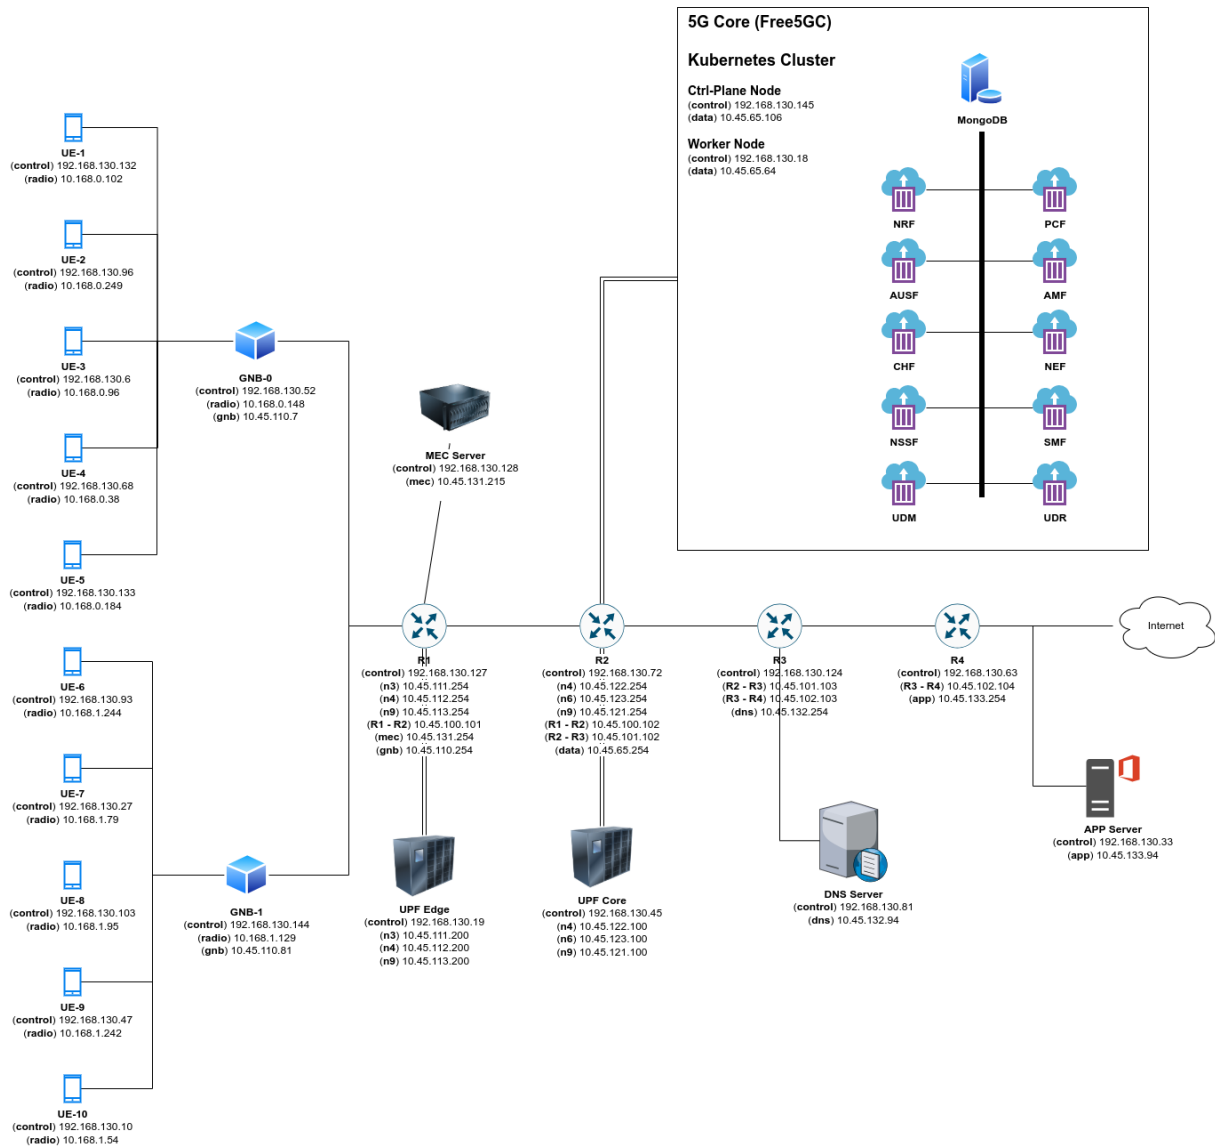 5G Core (Free5GC)
Kubernetes Cluster
Ctrl-Plane Node
(control) 192.168.130.145
(data) 10.45.65.106
Worker Node
(control) 192.168.130.18
(data) 10.45.65.64
MongoDB
NRF
PCF
AUSF
AMF
CHF
NEF
NSSF
SMF
UDM
UDR
UE-1
(control) 192.168.130.132
(radio) 10.168.0.102
UE-2
(control) 192.168.130.96
(radio) 10.168.0.249
UE-3
(control) 192.168.130.6
(radio) 10.168.0.96
UE-4
(control) 192.168.130.68
(radio) 10.168.0.38
UE-5
(control) 192.168.130.133
(radio) 10.168.0.184
GNB-0
(control) 192.168.130.52
(radio) 10.168.0.148
(gnb) 10.45.110.7
MEC Server
(control) 192.168.130.128
(mec) 10.45.131.215
UE-6
(control) 192.168.130.93
(radio) 10.168.1.244
UE-7
(control) 192.168.130.27
(radio) 10.168.1.79
UE-8
(control) 192.168.130.103
(radio) 10.168.1.95
UE-9
(control) 192.168.130.47
(radio) 10.168.1.242
UE-10
(control) 192.168.130.10
(radio) 10.168.1.54
GNB-1
(control) 192.168.130.144
(radio) 10.168.1.129
(gnb) 10.45.110.81
R1
(control) 192.168.130.127
(n3) 10.45.111.254
(n4) 10.45.112.254
(n9) 10.45.113.254
(R1 - R2) 10.45.100.101
(mec) 10.45.131.254
(gnb) 10.45.110.254
R2
(control) 192.168.130.72
(n4) 10.45.122.254
(n6) 10.45.123.254
(n9) 10.45.121.254
(R1 - R2) 10.45.100.102
(R2 - R3) 10.45.101.102
(data) 10.45.65.254
R3
(control) 192.168.130.124
(R2 - R3) 10.45.101.103
(R3 - R4) 10.45.102.103
(dns) 10.45.132.254
R4
(control) 192.168.130.63
(R3 - R4) 10.45.102.104
(app) 10.45.133.254
Internet
UPF Edge
(control) 192.168.130.19
(n3) 10.45.111.200
(n4) 10.45.112.200
(n9) 10.45.113.200
UPF Core
(control) 192.168.130.45
(n4) 10.45.122.100
(n6) 10.45.123.100
(n9) 10.45.121.100
DNS Server
(control) 192.168.130.81
(dns) 10.45.132.94
APP Server
(control) 192.168.130.33
(app) 10.45.133.94